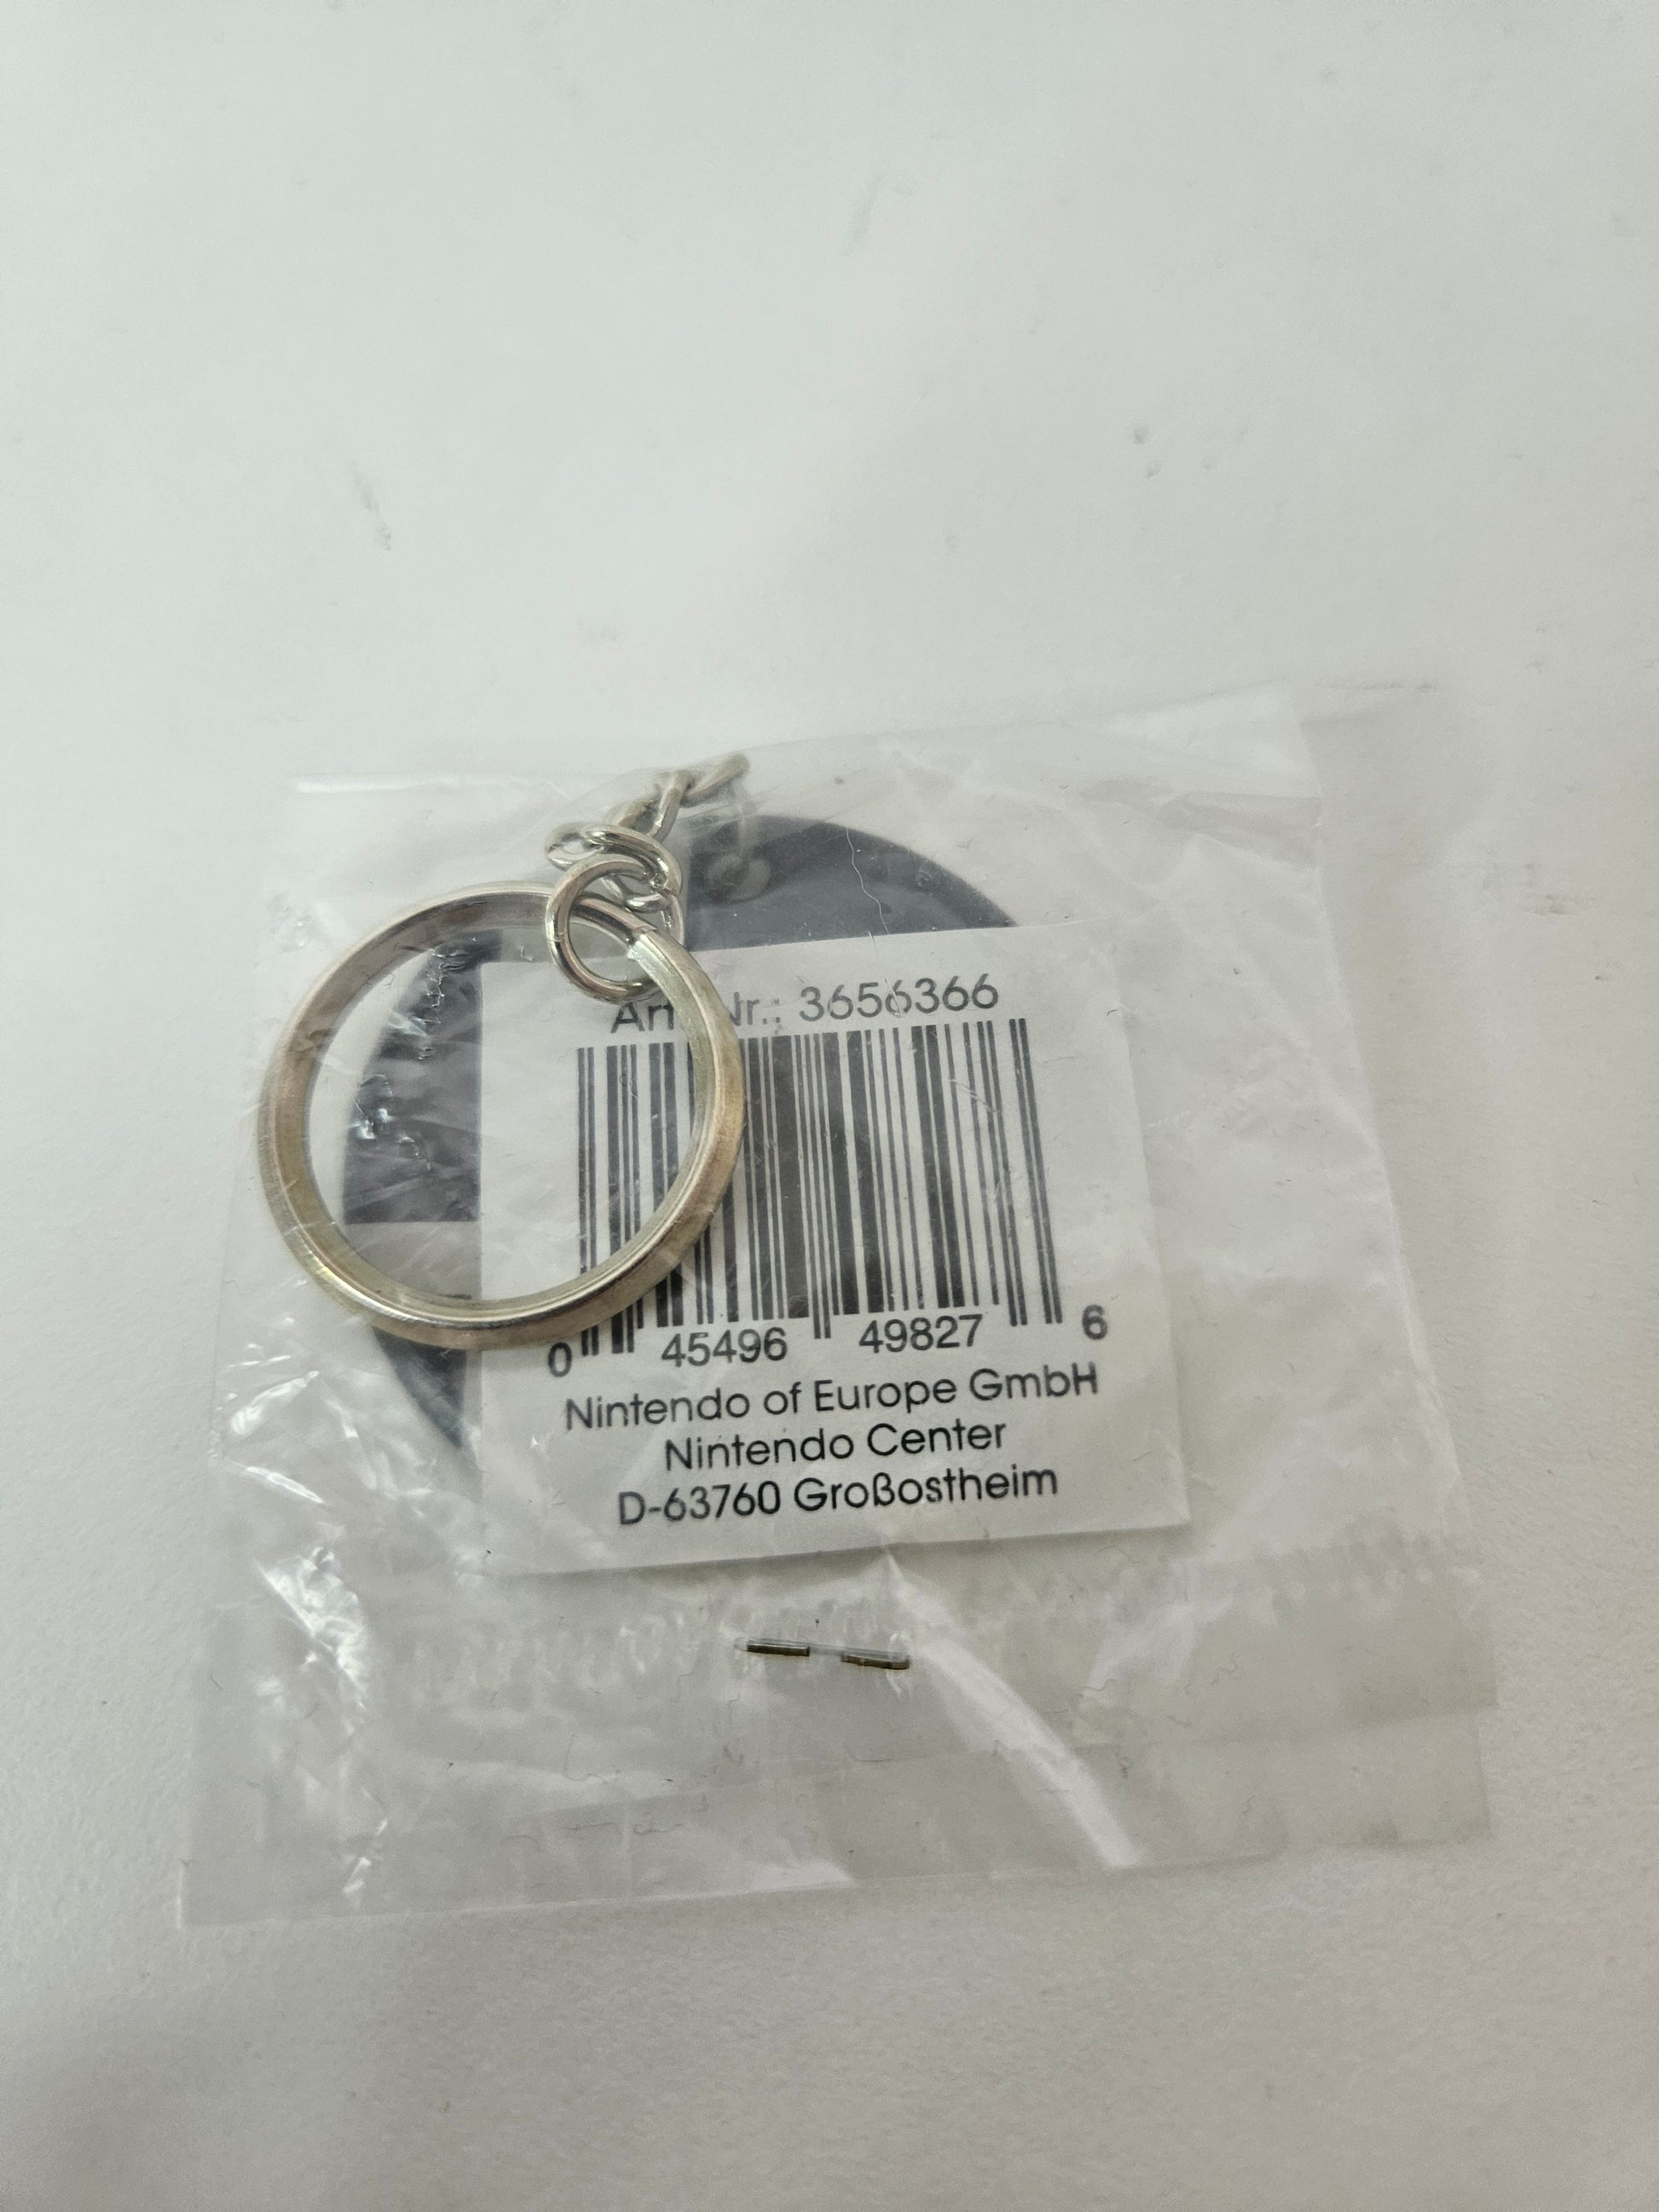 Art. Nr.: 3656366
0 45496 49827 6
Nintendo of Europe GmbH
Nintendo Center
D-63760 Großostheim